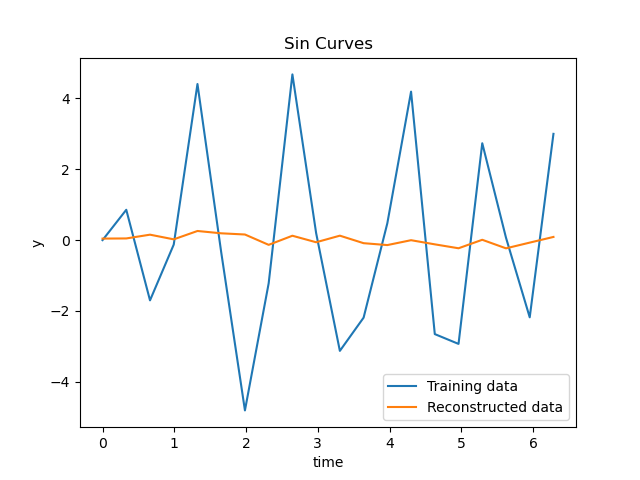 Sin Curves
4
2
0
−2
−4
y
0 1 2 3 4 5 6
time
Training data
Reconstructed data